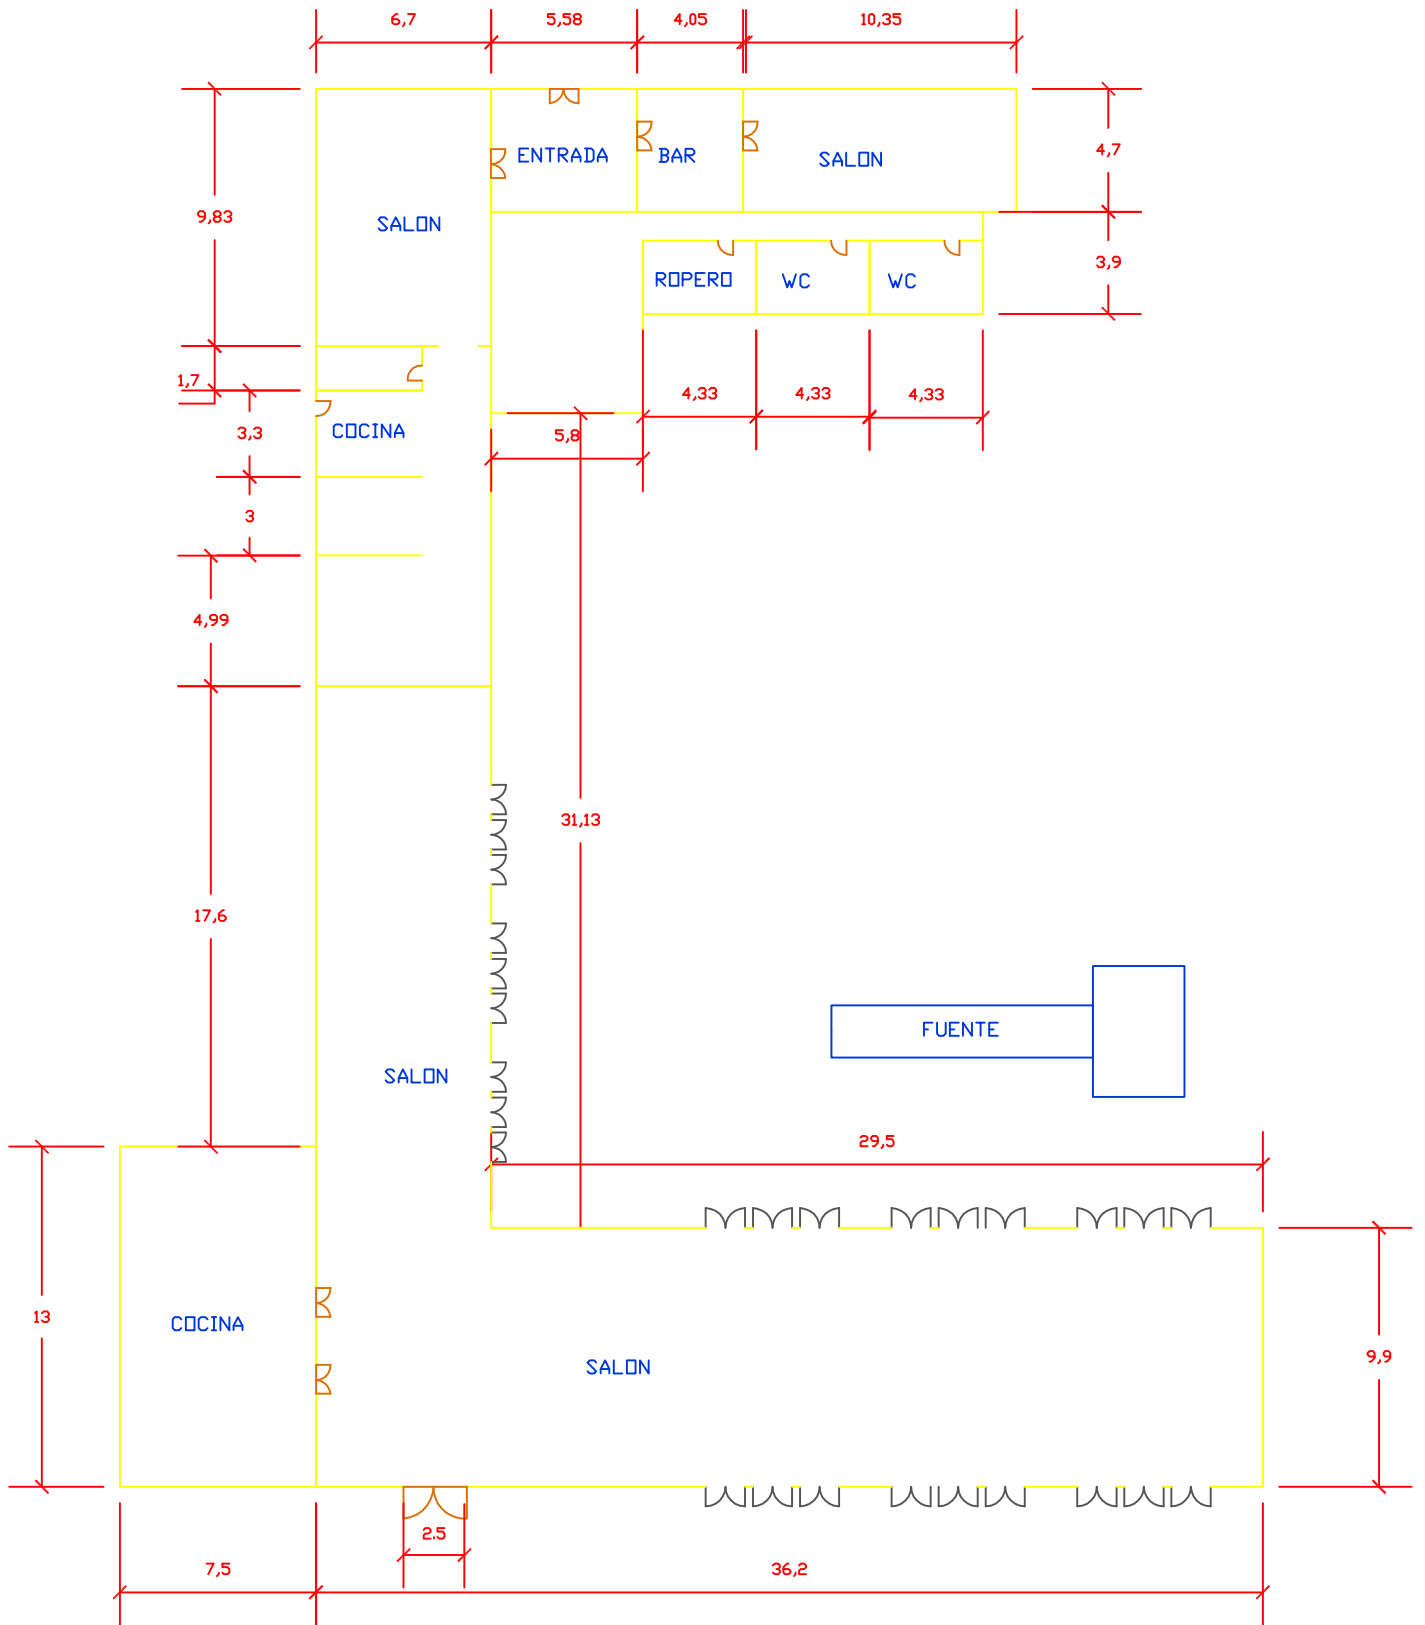 6,7
5,58
4,05
10,35
4,7
ENTRADA
BAR
SALON
9,83
SALON
3,9
ROPERO
WC
WC
1,7
4,33
4,33
4,33
3,3
COCINA
5,8
3
4,99
31,13
17,6
FUENTE
SALON
29,5
13
COCINA
SALON
9,9
2.5
7,5
36,2